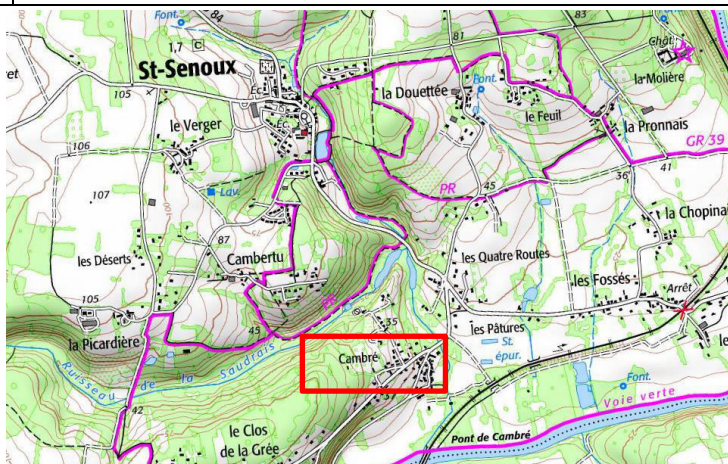 Font.
84
83
1,7 C
81
Chât.
St-Senoux
la Molière
105
la Douettée
Font.
Éc.
le Feuil
la Pronnais
le Verger
GR 39
106
PR
45
36
41
107
Lav.
la Chopinai
87
les Déserts
Cambertu
les Quatre Routes
les Fossés
Arrêt
105
PR
35
la Picardière
45
les Pâtures
St.
épur.
Cambré
Ruisseau de la Saudrais
Font.
42
Voie verte
le Clos
de la Grée
Pont de Cambré